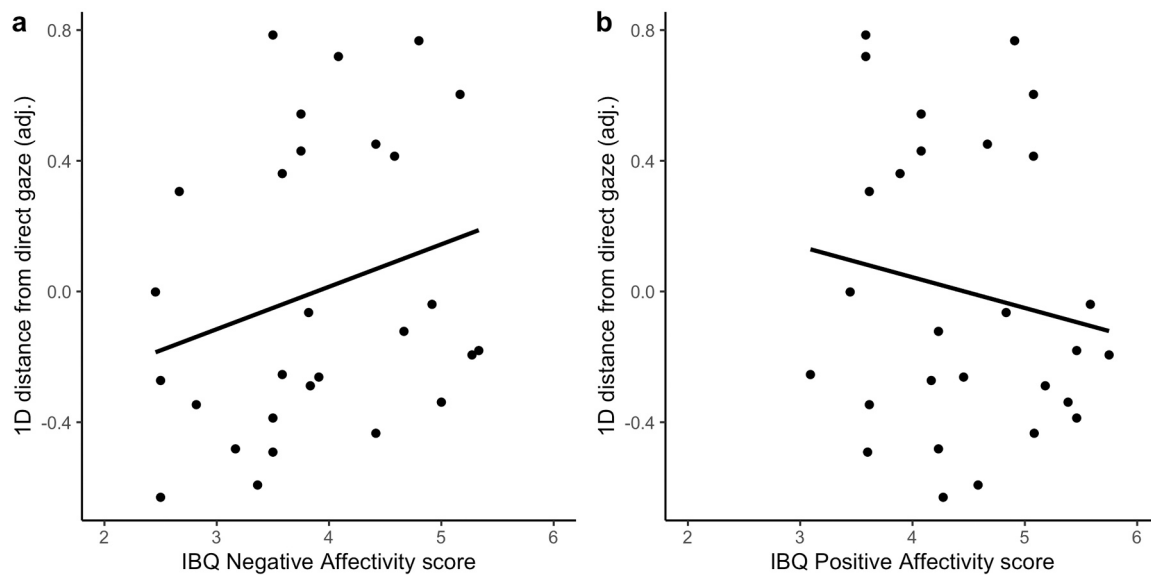 a
1D distance from direct gaze (adj.)
0.8
0.4
0.0
-0.4
2 3 4 5 6
IBQ Negative Affectivity score
b
1D distance from direct gaze (adj.)
0.8
0.4
0.0
-0.4
2 3 4 5 6
IBQ Positive Affectivity score